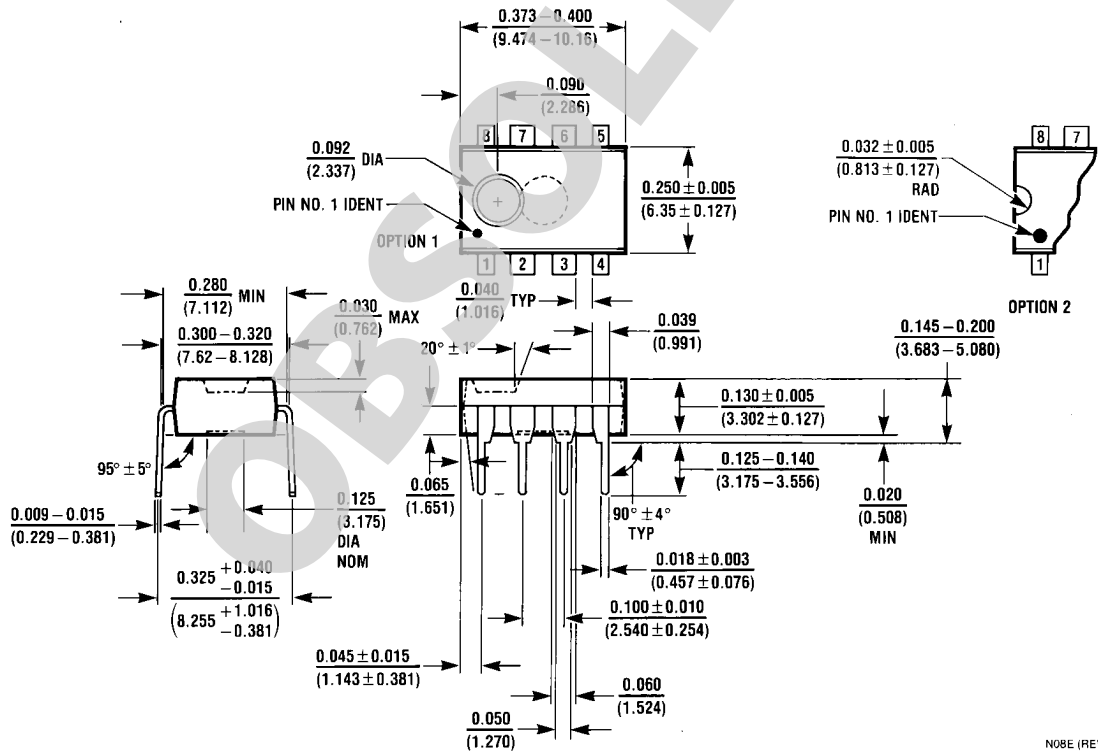 0.373 – 0.400
(9.474 – 10.16)
0.090
(2.286)
8 7 6 5
0.092 DIA
(2.337)
PIN NO. 1 IDENT
OPTION 1
1 2 3 4
0.250 ± 0.005
(6.35 ± 0.127)
8 7
0.032 ± 0.005
(0.813 ± 0.127)
RAD
PIN NO. 1 IDENT
1
OPTION 2
0.280 MIN
(7.112)
0.300 – 0.320
(7.62 – 8.128)
0.030 MAX
(0.762)
0.040 TYP
(1.016)
20° ± 1°
0.039
(0.991)
0.145 – 0.200
(3.683 – 5.080)
0.130 ± 0.005
(3.302 ± 0.127)
0.125 – 0.140
(3.175 – 3.556)
0.020
(0.508)
MIN
95° ± 5°
0.065
(1.651)
90° ± 4°
TYP
0.009 – 0.015
(0.229 – 0.381)
0.125
(3.175)
DIA
NOM
0.325 +0.040 −0.015
(8.255 +1.016 −0.381)
0.018 ± 0.003
(0.457 ± 0.076)
0.100 ± 0.010
(2.540 ± 0.254)
0.045 ± 0.015
(1.143 ± 0.381)
0.060
(1.524)
0.050
(1.270)
N08E (RE
OBSOL